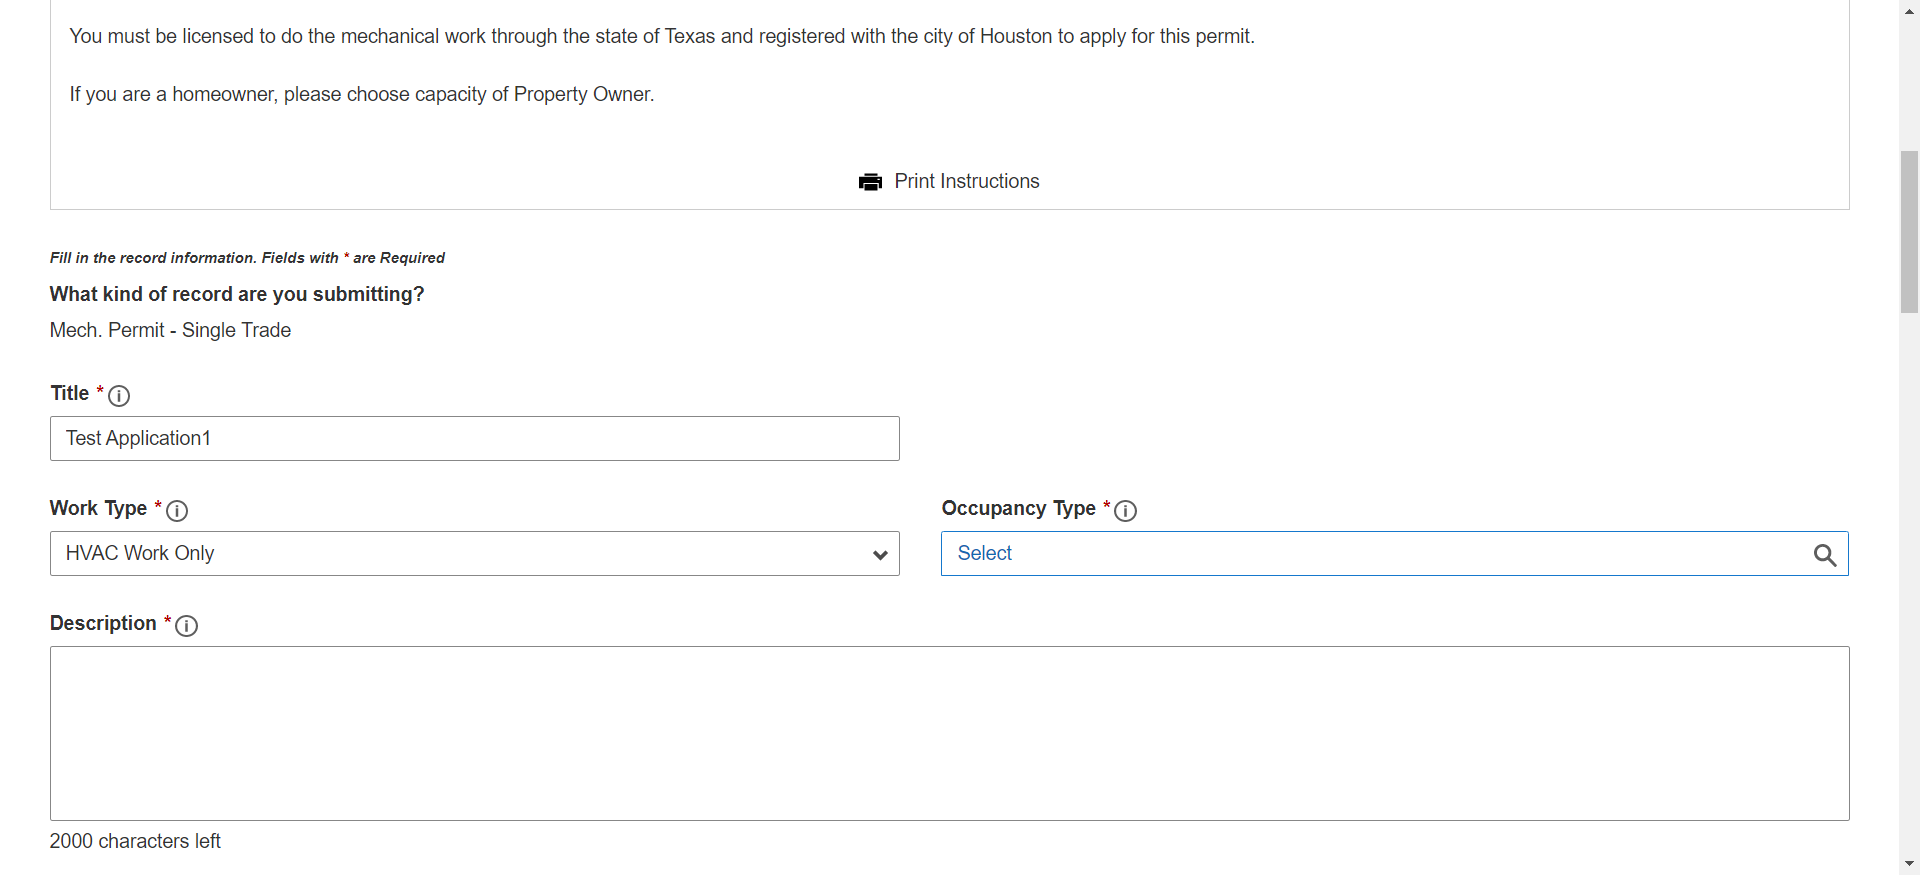 You must be licensed to do the mechanical work through the state of Texas and registered with the city of Houston to apply for this permit.
If you are a homeowner, please choose capacity of Property Owner.
Print Instructions
Fill in the record information. Fields with * are Required
What kind of record are you submitting?
Mech. Permit - Single Trade
Title *
Test Application1
Work Type *
HVAC Work Only
Occupancy Type *
Select
Description *
2000 characters left